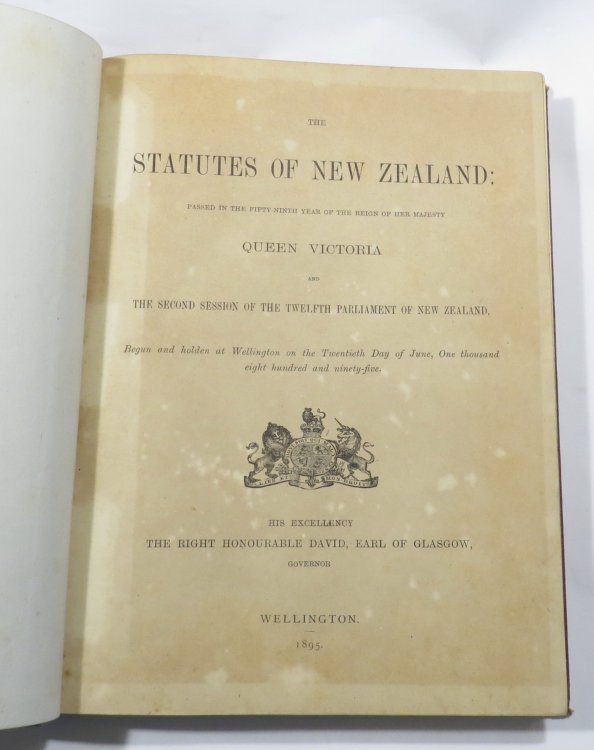 THE
STATUTES OF NEW ZEALAND:
PASSED IN THE FIFTY-NINTH YEAR OF THE REIGN OF HER MAJESTY
QUEEN VICTORIA
AND
THE SECOND SESSION OF THE TWELFTH PARLIAMENT OF NEW ZEALAND,
Begun and holden at Wellington on the Twentieth Day of June, One thousand
eight hundred and ninety-five.
HIS EXCELLENCY
THE RIGHT HONOURABLE DAVID, EARL OF GLASGOW,
GOVERNOR
WELLINGTON.
1895.